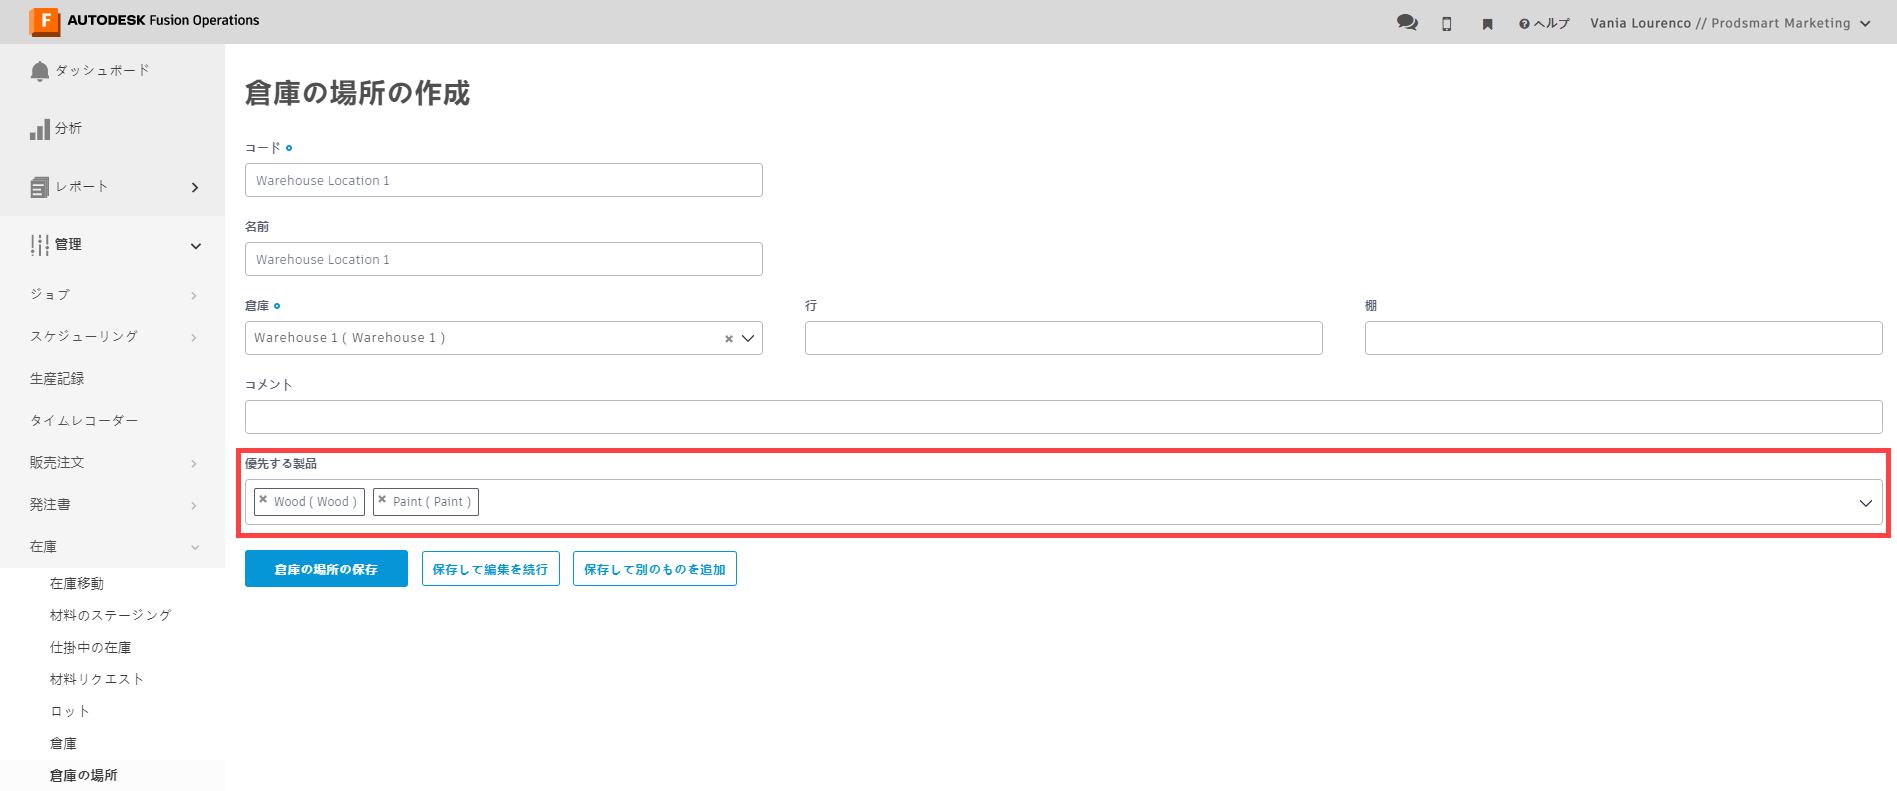 AUTODESK Fusion Operations
ヘルプ
Vania Lourenco // Prodsmart Marketing
ダッシュボード
分析
レポート
管理
ジョブ
スケジューリング
生産記録
タイムレコーダー
販売注文
発注書
在庫
在庫移動
材料のステージング
仕掛中の在庫
材料リクエスト
ロット
倉庫
倉庫の場所
倉庫の場所の作成
コード
Warehouse Location 1
名前
Warehouse Location 1
倉庫
Warehouse 1 ( Warehouse 1 )
行
棚
コメント
優先する製品
Wood ( Wood )
Paint ( Paint )
倉庫の場所の保存
保存して編集を続行
保存して別のものを追加